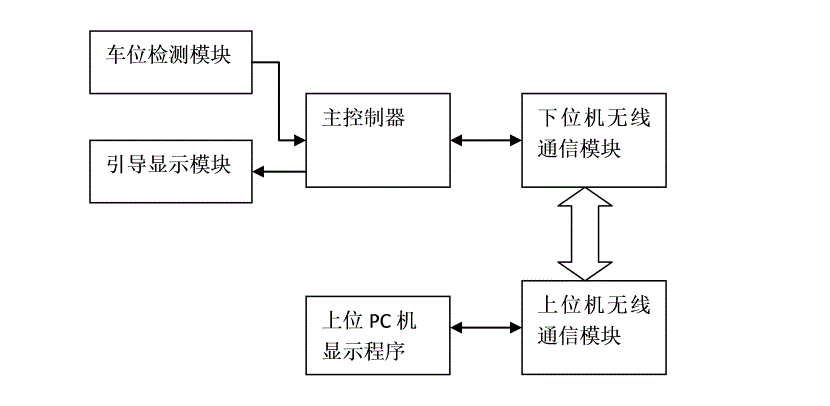 车位检测模块
主控制器
下位机无线
通信模块
引导显示模块
上位机无线
通信模块
上位 PC 机
显示程序